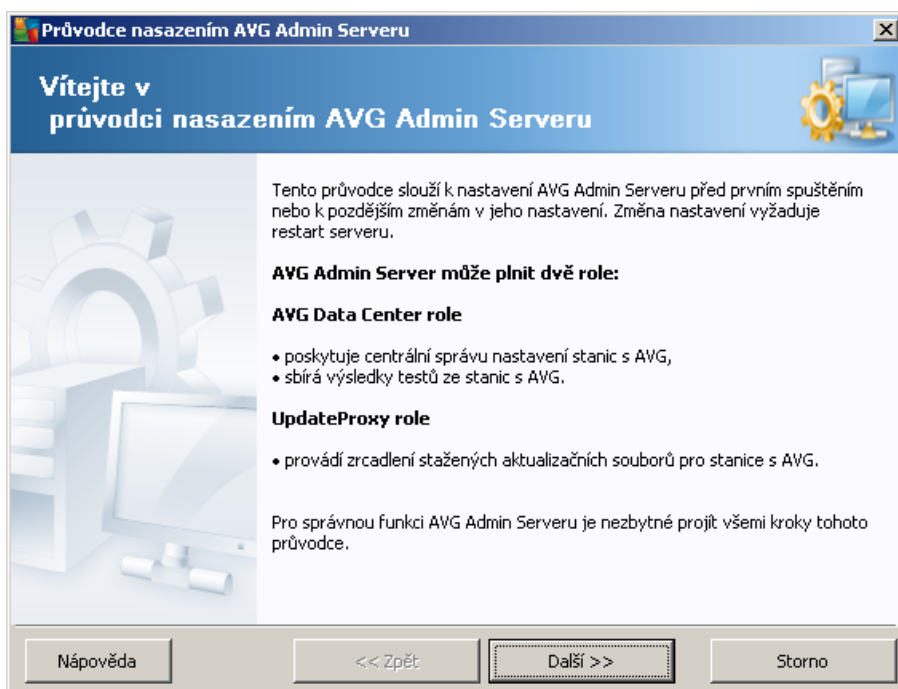 Průvodce nasazením AVG Admin Serveru
Vítejte v
průvodci nasazením AVG Admin Serveru
Tento průvodce slouží k nastavení AVG Admin Serveru před prvním spuštěním
nebo k pozdějším změnám v jeho nastavení. Změna nastavení vyžaduje
restart serveru.
AVG Admin Server může plnit dvě role:
AVG Data Center role
• poskytuje centrální správu nastavení stanic s AVG,
• sbírá výsledky testů ze stanic s AVG.
UpdateProxy role
• provádí zrcadlení stažených aktualizačních souborů pro stanice s AVG.
Pro správnou funkci AVG Admin Serveru je nezbytné projít všemi kroky tohoto
průvodce.
Nápověda
<< Zpět
Další >>
Storno